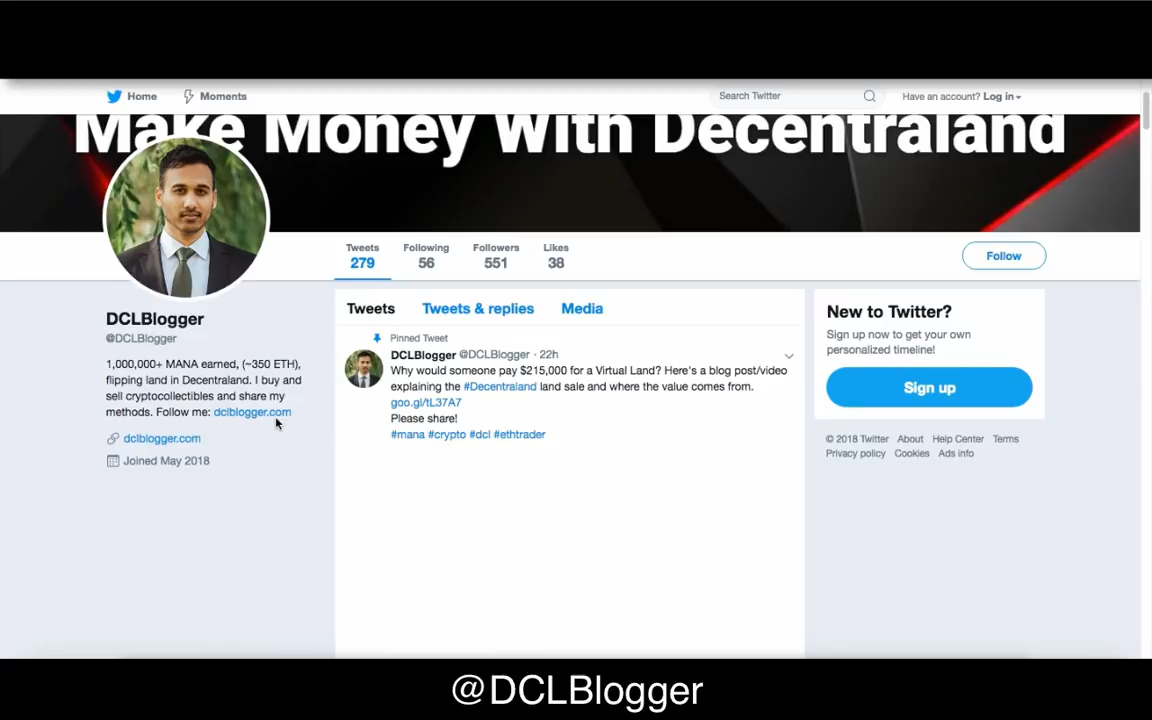 Home
Moments
Search Twitter
Have an account? Log in
Make Money With Decentraland
Tweets
279
Following
56
Followers
551
Likes
38
Follow
DCLBlogger
@DCLBlogger
1,000,000+ MANA earned, (~350 ETH),
flipping land in Decentraland. I buy and
sell cryptocollectibles and share my
methods. Follow me: dclblogger.com
dclblogger.com
Joined May 2018
Tweets
Tweets & replies
Media
Pinned Tweet
DCLBlogger @DCLBlogger · 22h
Why would someone pay $215,000 for a Virtual Land? Here's a blog post/video
explaining the #Decentraland land sale and where the value comes from.
goo.gl/tL37A7
Please share!
#mana #crypto #dcl #ethtrader
New to Twitter?
Sign up now to get your own
personalized timeline!
Sign up
© 2018 Twitter About Help Center Terms
Privacy policy Cookies Ads info
@DCLBlogger